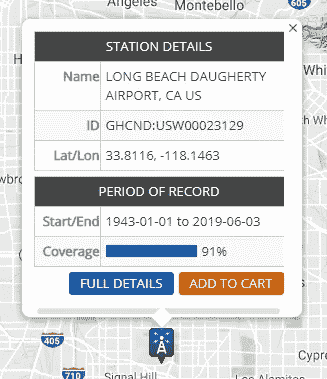 Angeles
Montebello
605
×
STATION DETAILS
Whi
Name LONG BEACH DAUGHERTY
AIRPORT, CA US
ID GHCND:USW00023129
Lat/Lon 33.8116, -118.1463
wbro
PERIOD OF RECORD
Start/End 1943-01-01 to 2019-06-03
Coverage 91%
FULL DETAILS ADD TO CART
405
Cypre
710
Signal Hill
Los Alamitos